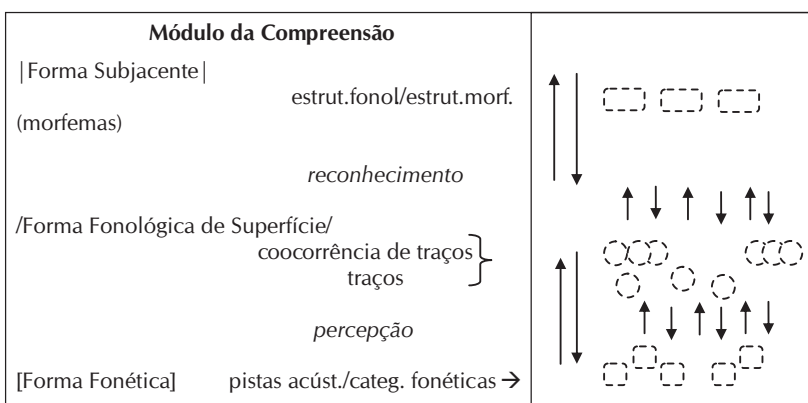 Módulo da Compreensão
|Forma Subjacente|
estrut.fonol/estrut.morf.
(morfemas)
reconhecimento
/Forma Fonológica de Superfície/
coocorrência de traços
traços
percepção
[Forma Fonética] pistas acúst./categ. fonéticas →